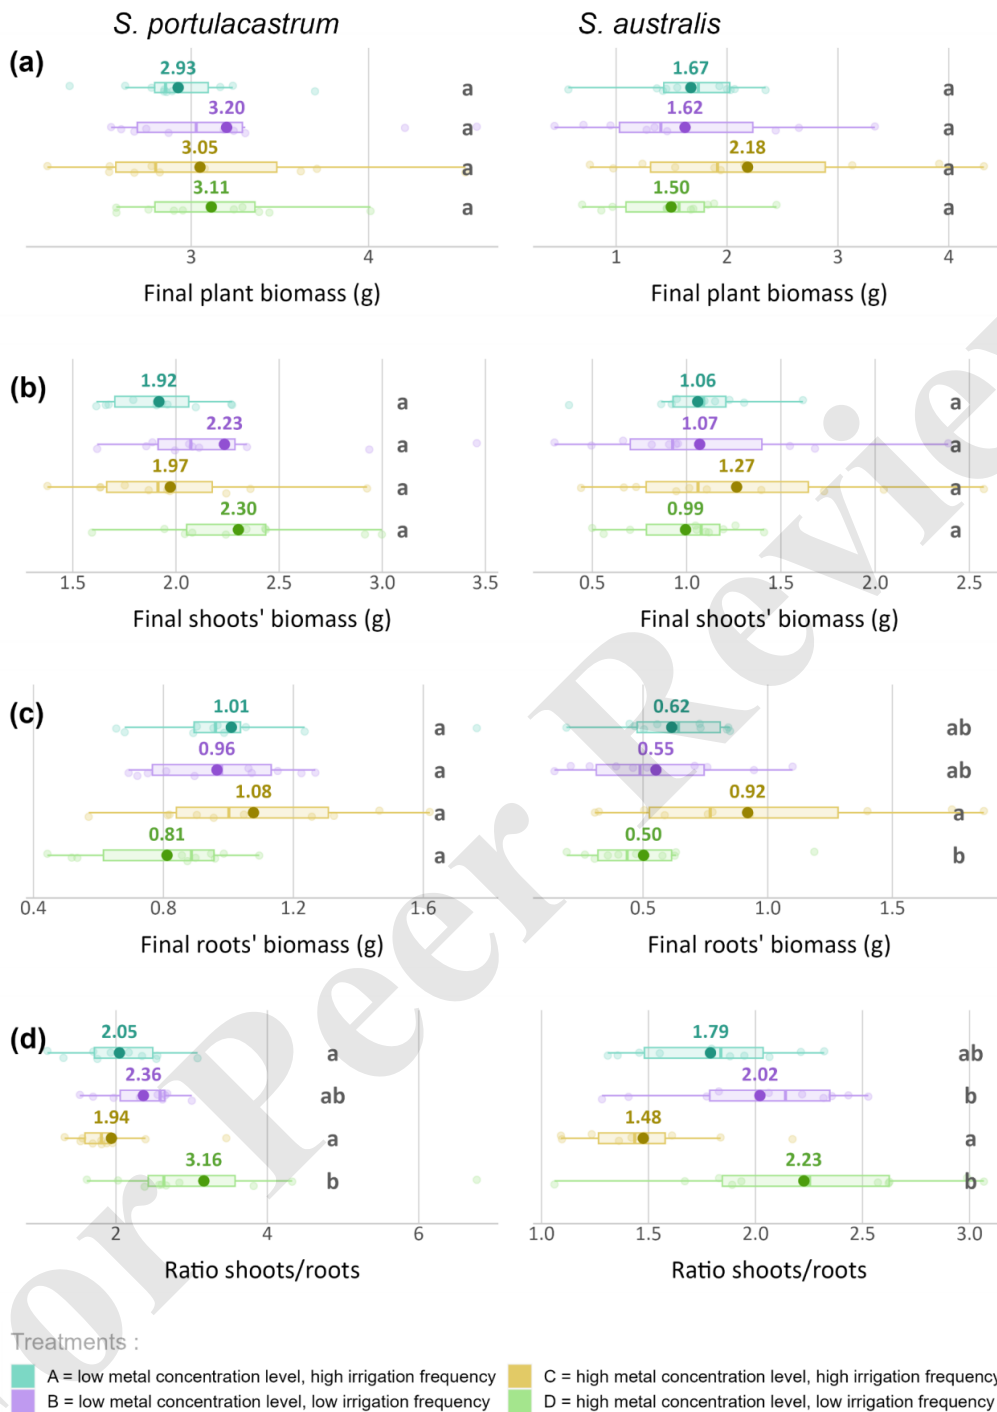 S. portulacastrum S. australis
(a)
2.93 a 1.67 a
3.20 a 1.62 a
3.05 a 2.18 a
3.11 a 1.50 a
3 4 1 2 3 4
Final plant biomass (g) Final plant biomass (g)
(b)
1.92 a 1.06 a
2.23 a 1.07 a
1.97 a 1.27 a
2.30 a 0.99 a
1.5 2.0 2.5 3.0 3.5 0.5 1.0 1.5 2.0 2.5
Final shoots' biomass (g) Final shoots' biomass (g)
(c)
1.01 a 0.62 ab
0.96 a 0.55 ab
1.08 a 0.92 a
0.81 a 0.50 b
0.4 0.8 1.2 1.6 0.5 1.0 1.5
Final roots' biomass (g) Final roots' biomass (g)
(d)
2.05 a 1.79 ab
2.36 ab 2.02 b
1.94 a 1.48 a
3.16 b 2.23 b
2 4 6 1.0 1.5 2.0 2.5 3.0
Ratio shoots/roots Ratio shoots/roots
Treatments :
A = low metal concentration level, high irrigation frequency C = high metal concentration level, high irrigation frequency
B = low metal concentration level, low irrigation frequency D = high metal concentration level, low irrigation frequency
or Peer Review